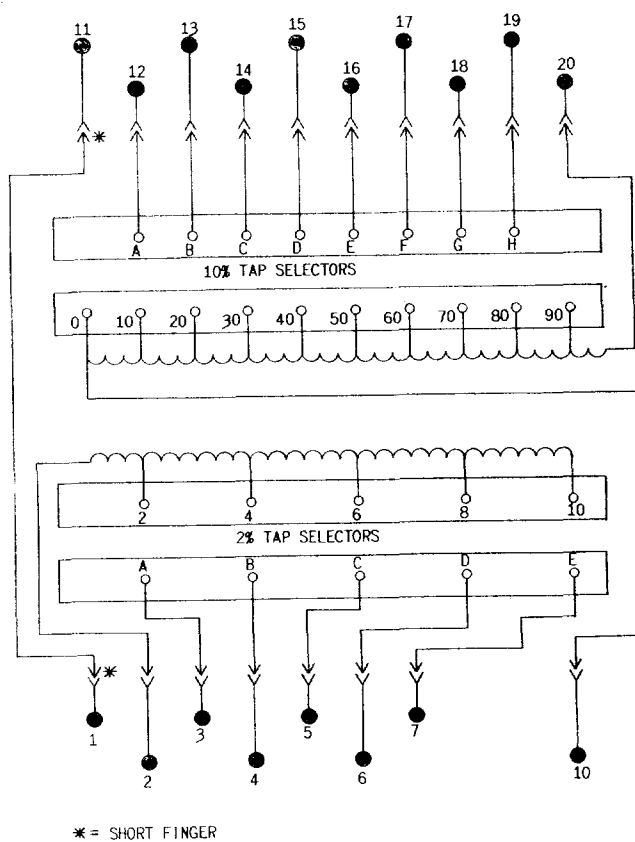 11 13 15 17 19
12 14 16 18 20
*
A B C D E F G H
10% TAP SELECTORS
0 10 20 30 40 50 60 70 80 90
2 4 6 8 10
2% TAP SELECTORS
A B C D E
*
1 3 5 7
2 4 6 10
* = SHORT FINGER